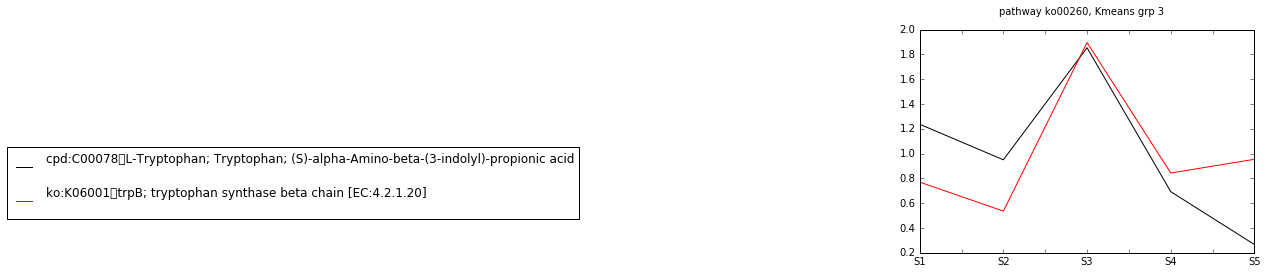 pathway ko00260, Kmeans grp 3
2.0
1.8
1.6
1.4
1.2
1.0
0.8
0.6
0.4
0.2
S1 S2 S3 S4 S5
cpd:C00078▯L-Tryptophan; Tryptophan; (S)-alpha-Amino-beta-(3-indolyl)-propionic acid
ko:K06001▯trpB; tryptophan synthase beta chain [EC:4.2.1.20]